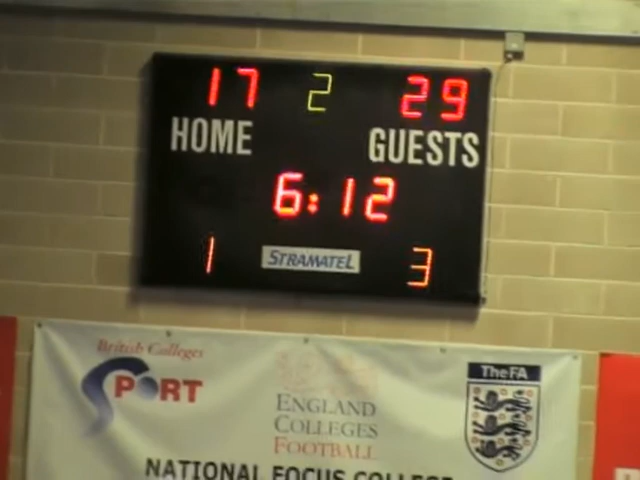 17 2 29
HOME GUESTS
6:12
1 STRAMATEL 3
British Colleges
SPORT
ENGLAND
COLLEGES
FOOTBALL
The FA
NATIONAL FOCUS COLLEGE